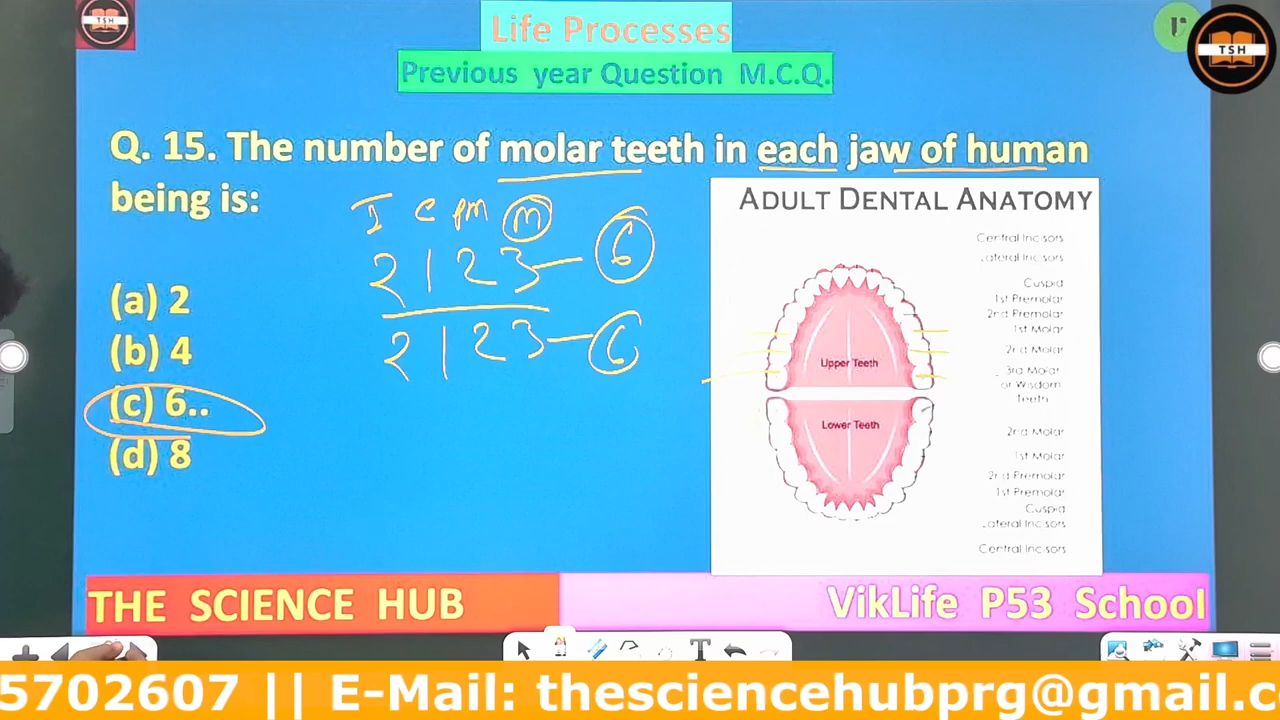 TSH
Life Processes
v
TSH
Previous year Question M.C.Q.
Q. 15. The number of molar teeth in each jaw of human
being is:
I C PM M
2 1 2 3 — 6
2 1 2 3 — 6
(a) 2
(b) 4
(c) 6..
(d) 8
ADULT DENTAL ANATOMY
Central Incisors
Lateral Incisors
Cuspid
1st Premolar
2nd Premolar
1st Molar
2nd Molar
3rd Molar
or Wisdom
Teeth
Upper Teeth
Lower Teeth
2nd Molar
1st Molar
2nd Premolar
1st Premolar
Cuspid
Lateral Incisors
Central Incisors
THE SCIENCE HUB
VikLife P53 School
T
5702607 || E-Mail: thesciencehubprg@gmail.c